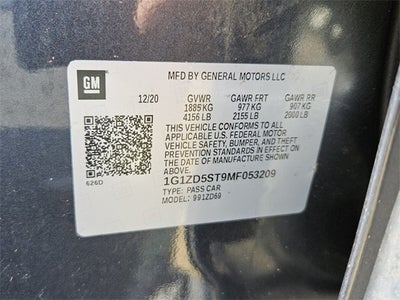 GM
MFD BY GENERAL MOTORS LLC
12/20 GVWR GAWR FRT GAWR RR
1885 KG 977 KG 907 KG
4156 LB 2155 LB 2000 LB
THIS VEHICLE CONFORMS TO ALL
APPLICABLE U.S. FEDERAL MOTOR
VEHICLE SAFETY, BUMPER, AND THEFT
PREVENTION STANDARDS IN EFFECT ON
THE DATE OF MANUFACTURE SHOWN
ABOVE.
1G1ZD5ST9MF053209
TYPE: PASS CAR
MODEL: 991ZD69
626D